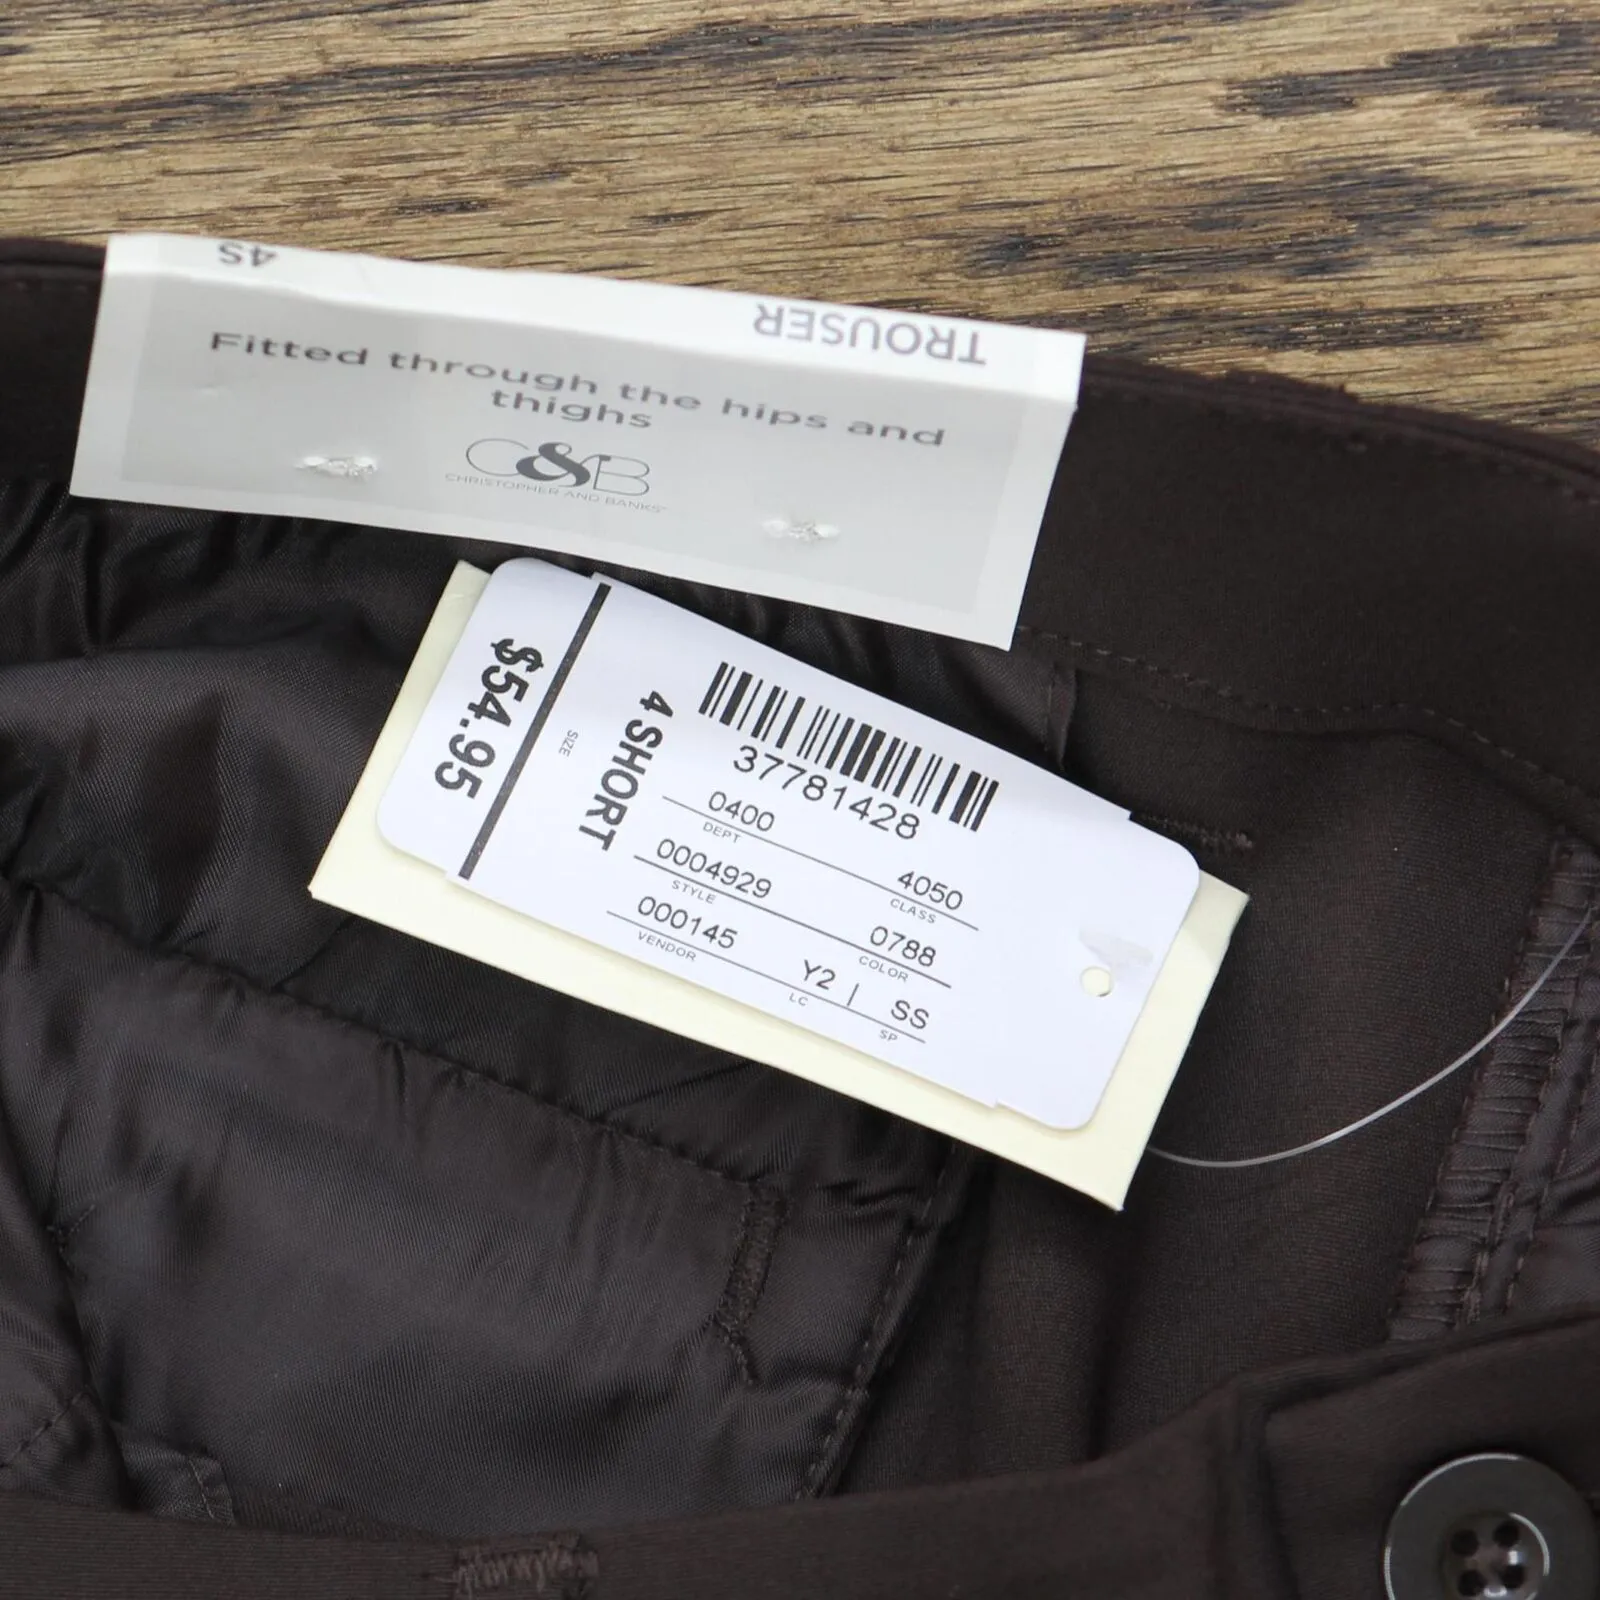 4S
TROUSER
Fitted through the hips and
thighs
C&B
CHRISTOPHER AND BANKS™
$54.95
SIZE
4 SHORT
37781428
0400 4050
DEPT CLASS
0004929 0788
STYLE COLOR
000145 Y2 | SS
VENDOR LC SP